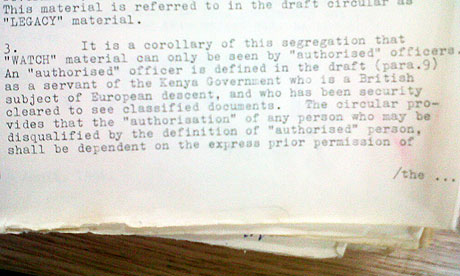 This material is referred to in the draft circular as
"LEGACY" material.
3. It is a corollary of this segregation that
"WATCH" material can only be seen by "authorised" officers.
An "authorised" officer is defined in the draft (para.9)
as a servant of the Kenya Government who is a British
subject of European descent, and who has been security
cleared to see classified documents. The circular pro-
vides that the "authorisation" of any person who may be
disqualified by the definition of "authorised" person,
shall be dependent on the express prior permission of
/the ...